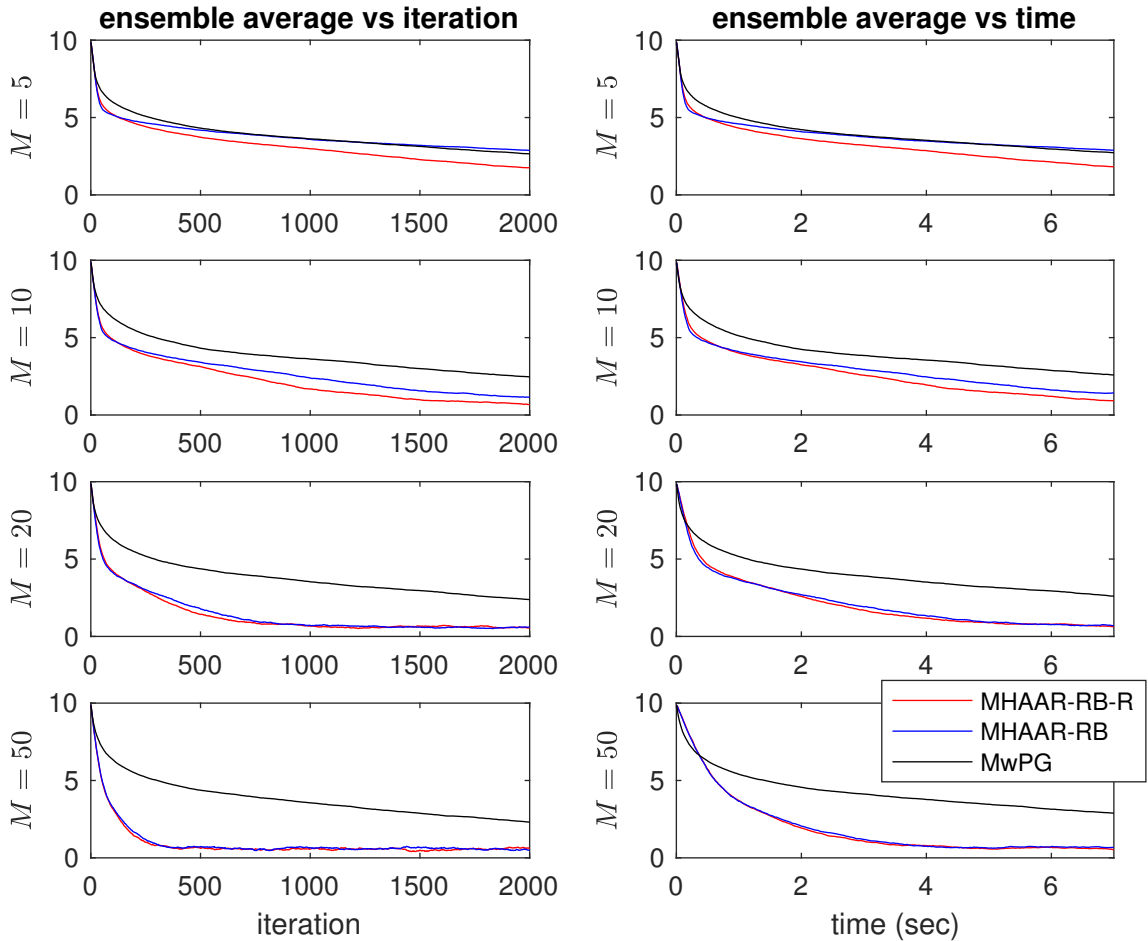 ensemble average vs iteration
ensemble average vs time
10
5
0
M = 5
0 500 1000 1500 2000
10
5
0
M = 5
0 2 4 6
10
5
0
M = 10
0 500 1000 1500 2000
10
5
0
M = 10
0 2 4 6
10
5
0
M = 20
0 500 1000 1500 2000
10
5
0
M = 20
0 2 4 6
10
5
0
M = 50
0 500 1000 1500 2000
iteration
10
5
0
M = 50
0 2 4 6
time (sec)
MHAAR-RB-R
MHAAR-RB
MwPG